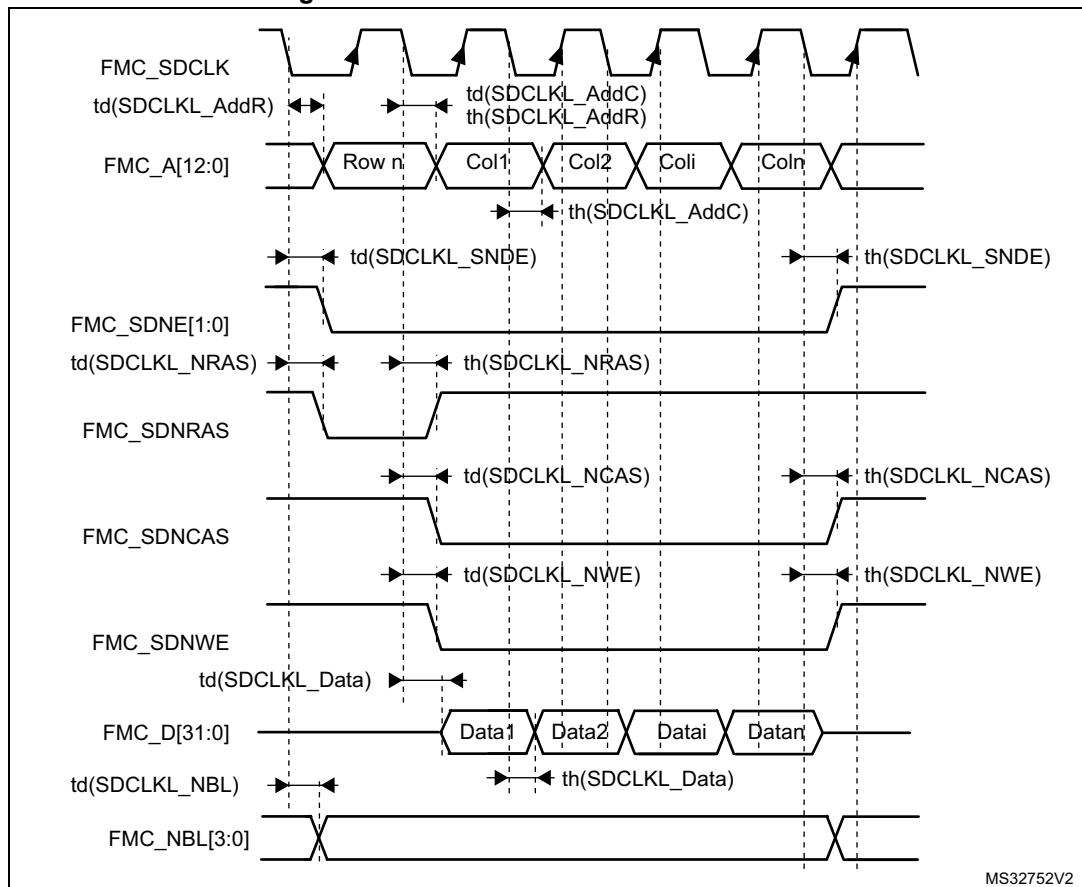 FMC_SDCLK
td(SDCLKL_AddR)
td(SDCLKL_AddC)
th(SDCLKL_AddR)
FMC_A[12:0]
Row n
Col1
Col2
Coli
Coln
th(SDCLKL_AddC)
td(SDCLKL_SNDE)
th(SDCLKL_SNDE)
FMC_SDNE[1:0]
td(SDCLKL_NRAS)
th(SDCLKL_NRAS)
FMC_SDNRAS
td(SDCLKL_NCAS)
th(SDCLKL_NCAS)
FMC_SDNCAS
td(SDCLKL_NWE)
th(SDCLKL_NWE)
FMC_SDNWE
td(SDCLKL_Data)
FMC_D[31:0]
Data1
Data2
Datai
Datan
th(SDCLKL_Data)
td(SDCLKL_NBL)
FMC_NBL[3:0]
MS32752V2